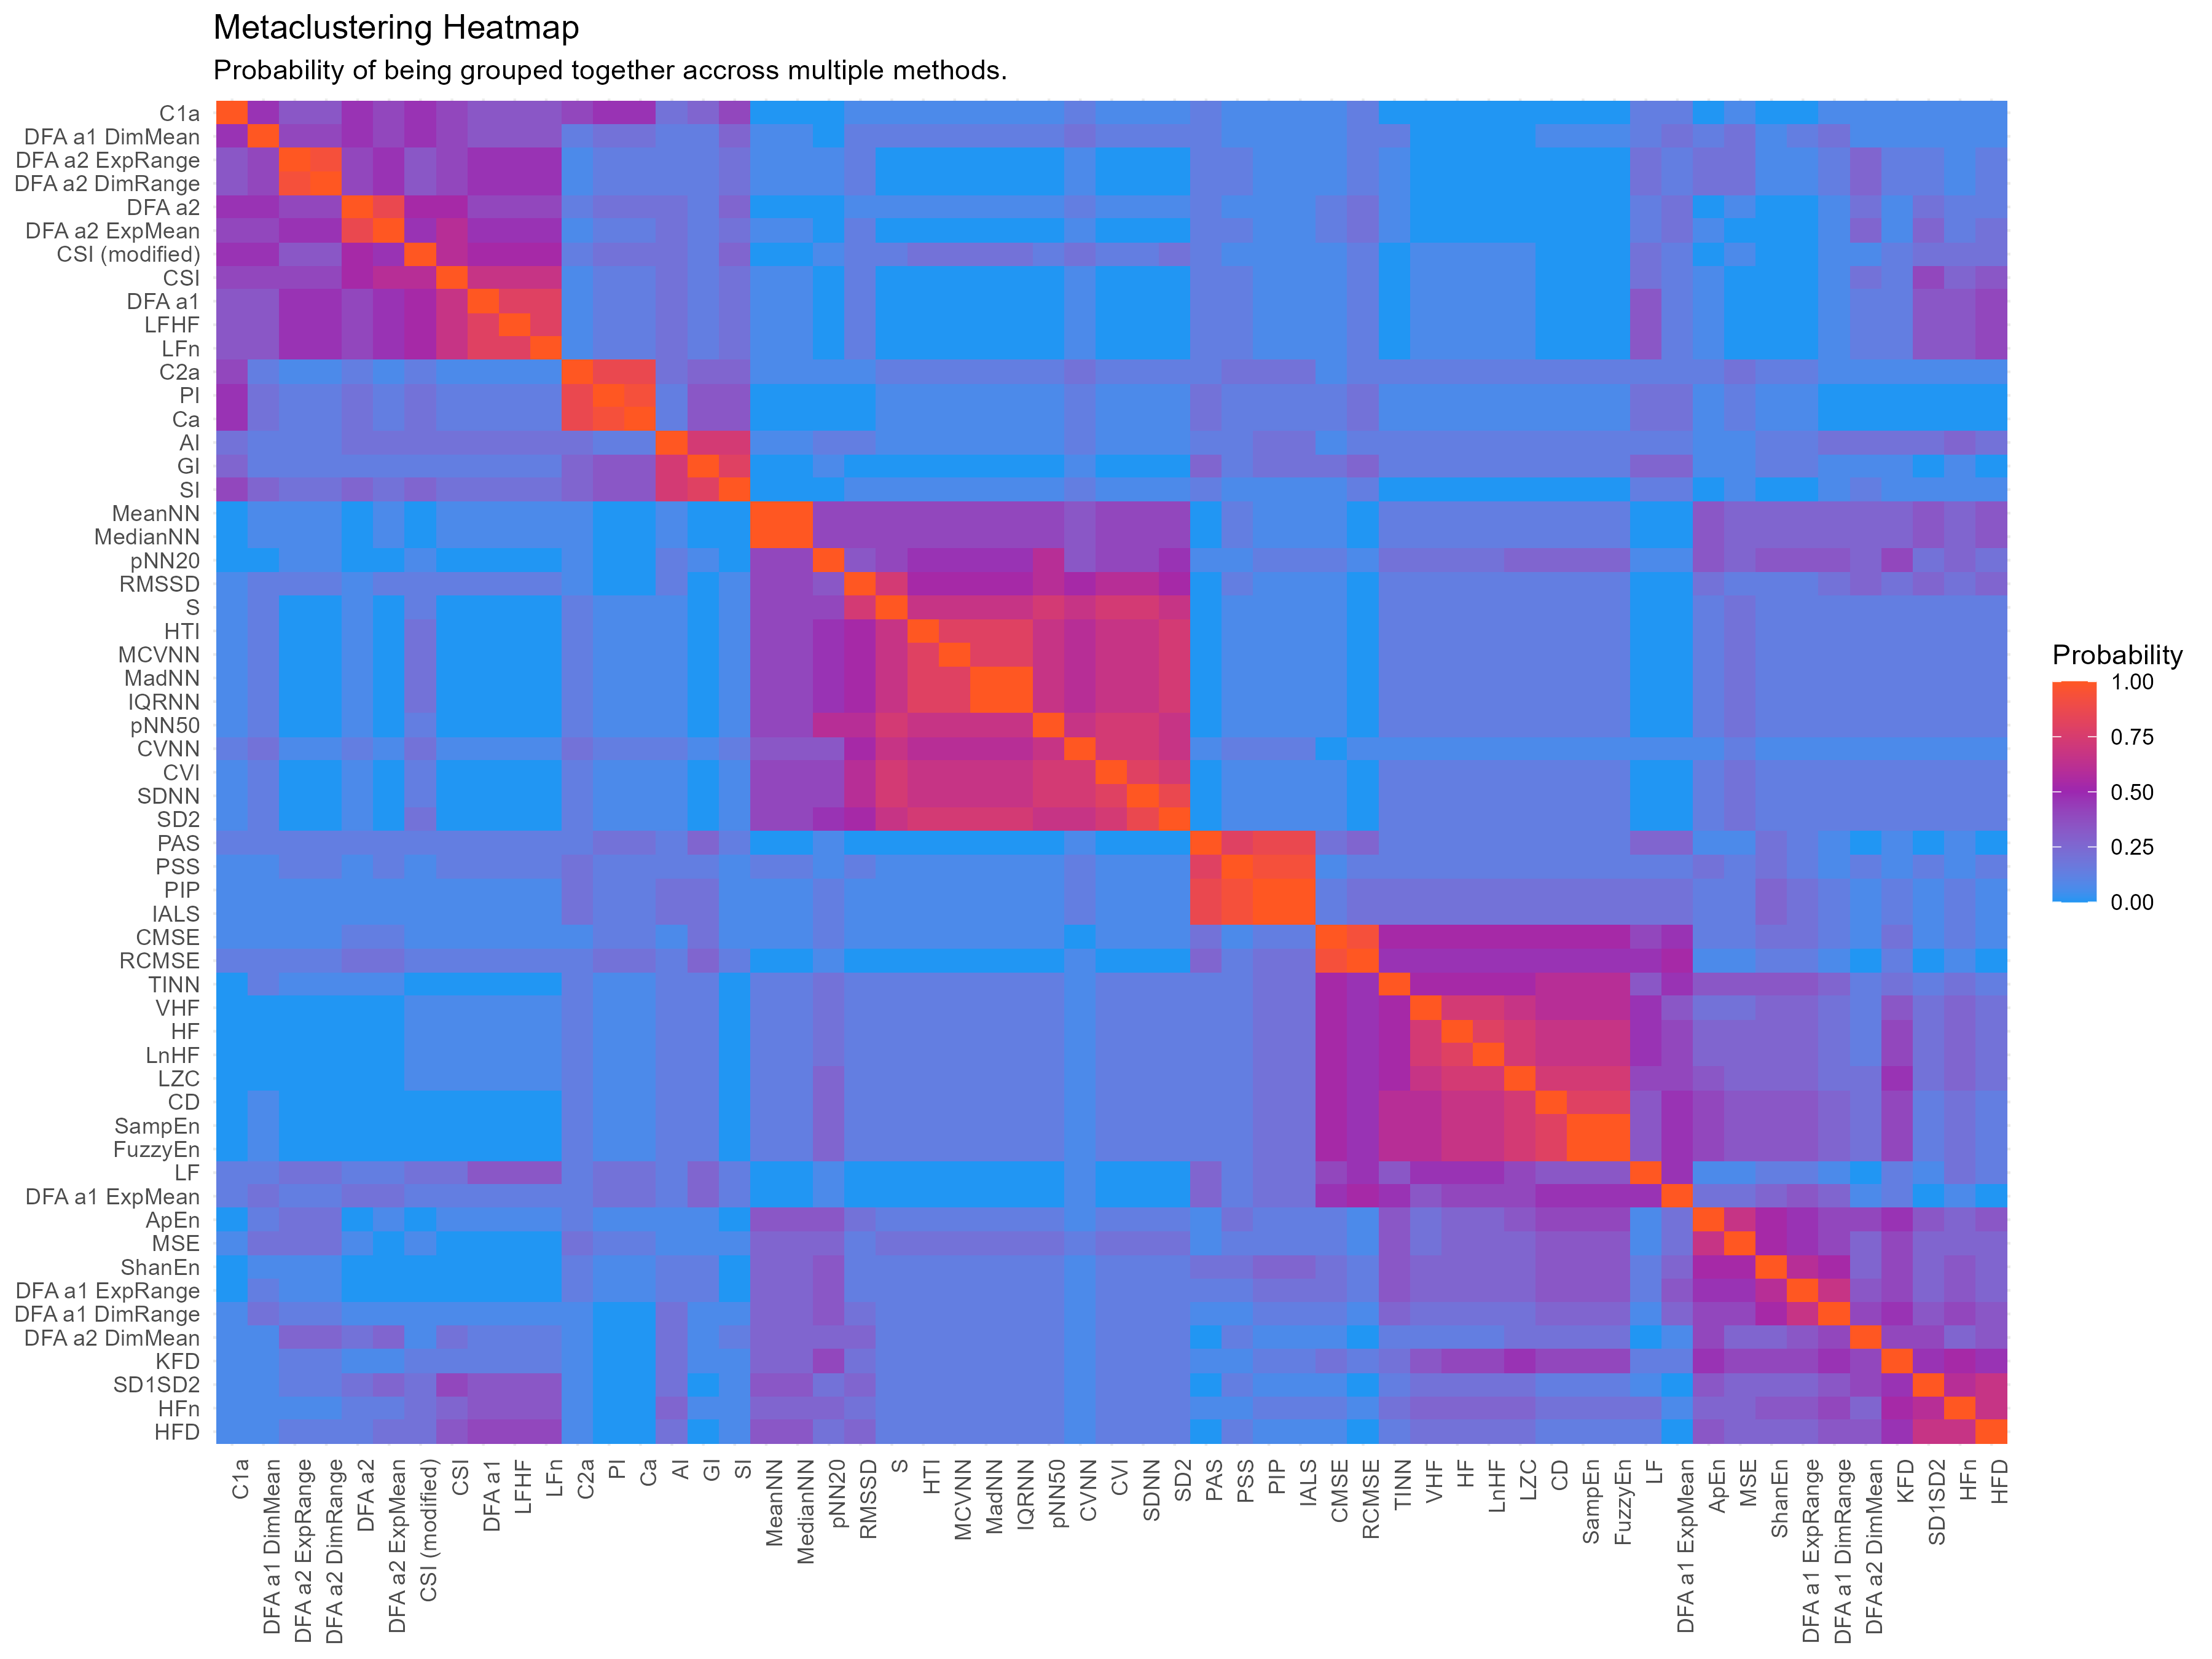 Metaclustering Heatmap
Probability of being grouped together accross multiple methods.
C1a
DFA a1 DimMean
DFA a2 ExpRange
DFA a2 DimRange
DFA a2
DFA a2 ExpMean
CSI (modified)
CSI
DFA a1
LFHF
LFn
C2a
PI
Ca
AI
GI
SI
MeanNN
MedianNN
pNN20
RMSSD
S
HTI
MCVNN
MadNN
IQRNN
pNN50
CVNN
CVI
SDNN
SD2
PAS
PSS
PIP
IALS
CMSE
RCMSE
TINN
VHF
HF
LnHF
LZC
CD
SampEn
FuzzyEn
LF
DFA a1 ExpMean
ApEn
MSE
ShanEn
DFA a1 ExpRange
DFA a1 DimRange
DFA a2 DimMean
KFD
SD1SD2
HFn
HFD
C1a
DFA a1 DimMean
DFA a2 ExpRange
DFA a2 DimRange
DFA a2
DFA a2 ExpMean
CSI (modified)
CSI
DFA a1
LFHF
LFn
C2a
PI
Ca
AI
GI
SI
MeanNN
MedianNN
pNN20
RMSSD
S
HTI
MCVNN
MadNN
IQRNN
pNN50
CVNN
CVI
SDNN
SD2
PAS
PSS
PIP
IALS
CMSE
RCMSE
TINN
VHF
HF
LnHF
LZC
CD
SampEn
FuzzyEn
LF
DFA a1 ExpMean
ApEn
MSE
ShanEn
DFA a1 ExpRange
DFA a1 DimRange
DFA a2 DimMean
KFD
SD1SD2
HFn
HFD
Probability
1.00
0.75
0.50
0.25
0.00